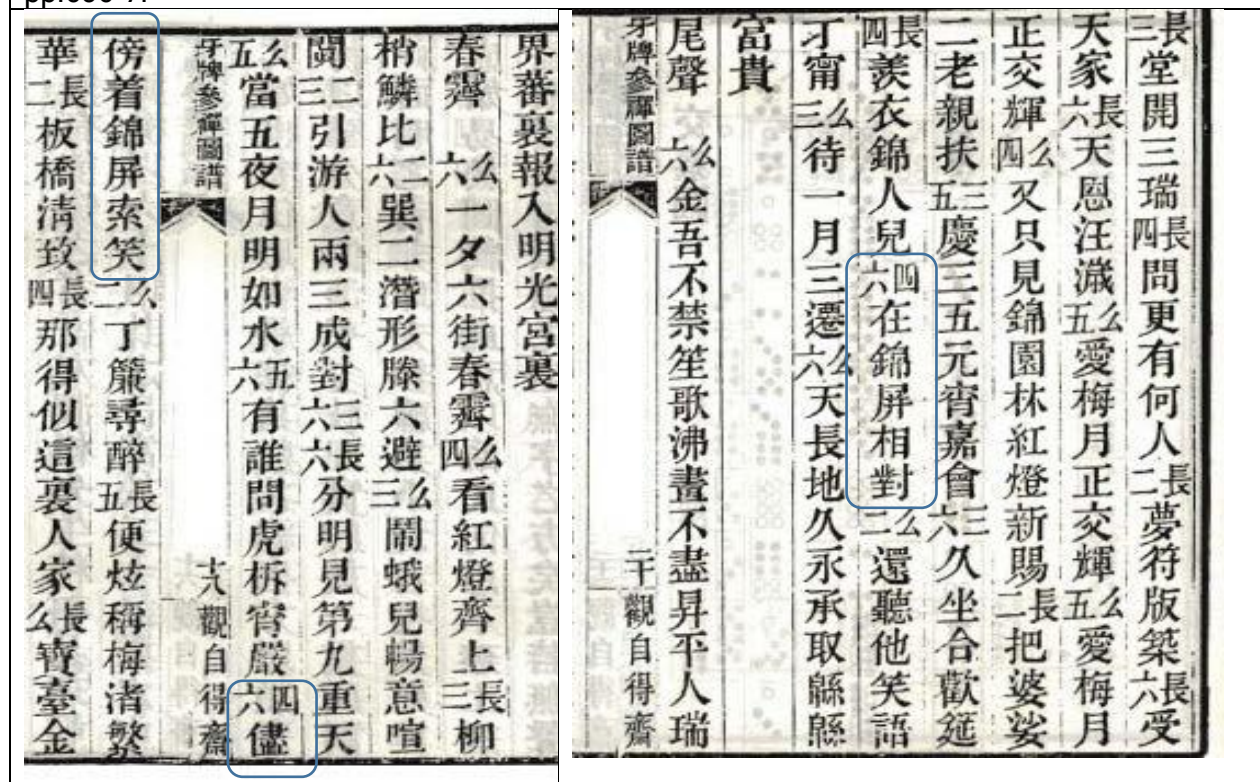 界蕃裏報入明光宮裏
春霽 么六一夕六街春霽么四看紅燈齊上長三柳
梢鱗比二六巽二潛形滕六避么三鬧蛾兒暢意喧
闐二三引游人兩三成對三六長六分明見第九重天
么五當五夜月明如水五六有誰問虎柝宵嚴四六儘
牙牌參禪圖譜 十八 觀自得齋
傍着錦屏索笑么二丁簾尋醉長五便炫稱梅渚繁
華長二板橋清致長四那得似這裏人家長么寶臺金
長三堂開三瑞長四問更有何人長二夢符版築長六受
天家長六天恩汪濊么五愛梅月正交輝么五愛梅月
正交輝么四又只見錦園林紅燈新賜長二把婆娑
二老親扶三五慶三五元宵嘉會三六久坐合歡筵
長四羨衣錦人兒四六在錦屏相對么二還聽他笑語
丁甯么三待一月三遷么六天長地久永承取緜緜
富貴
尾聲 么六金吾不禁笙歌沸晝不盡昇平人瑞
牙牌參禪圖譜 二十 觀自得齋